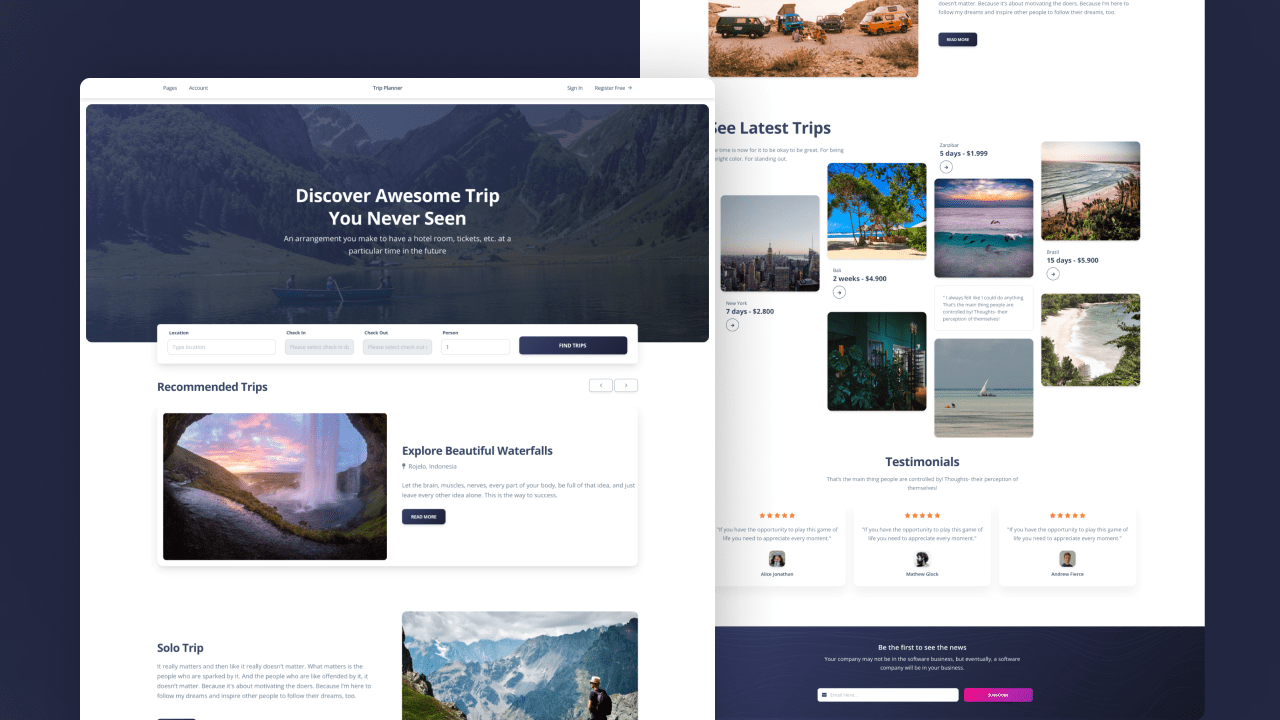 Pages
Account
Trip Planner
Sign In
Register Free
Discover Awesome Trip
You Never Seen
An arrangement you make to have a hotel room, tickets, etc. at a
particular time in the future
Location
Check In
Check Out
Person
Type location
Please select check in
Please select check out
1
FIND TRIPS
Recommended Trips
Explore Beautiful Waterfalls
Rojelo, Indonesia
Let the brain, muscles, nerves, every part of your body, be full of that idea, and just
leave every other idea alone. This is the way to success.
READ MORE
Solo Trip
It really matters and then like it really doesn't matter. What matters is the
people who are sparked by it. And the people who are like offended by it, it
doesn't matter. Because it's about motivating the doers. Because I'm here to
follow my dreams and inspire other people to follow their dreams, too.
doesn't matter. Because it's about motivating the doers. Because I'm here to
follow my dreams and inspire other people to follow their dreams, too.
READ MORE
See Latest Trips
time is now for it to be okay to be great. For being
right color. For standing out.
New York
7 days - $2.800
Bali
2 weeks - $4.900
Zanzibar
5 days - $1.999
" I always felt like I could do anything.
That's the main thing people are
controlled by! Thoughts- their
perception of themselves!
Brazil
15 days - $5.900
Testimonials
That's the main thing people are controlled by! Thoughts- their perception of
themselves!
"If you have the opportunity to play this game of
life you need to appreciate every moment."
Alice Jonathan
"If you have the opportunity to play this game of
life you need to appreciate every moment."
Mathew Glock
"If you have the opportunity to play this game of
life you need to appreciate every moment."
Andrew Fierce
Be the first to see the news
Your company may not be in the software business, but eventually, a software
company will be in your business.
Email Here...
SUBSCRIBE